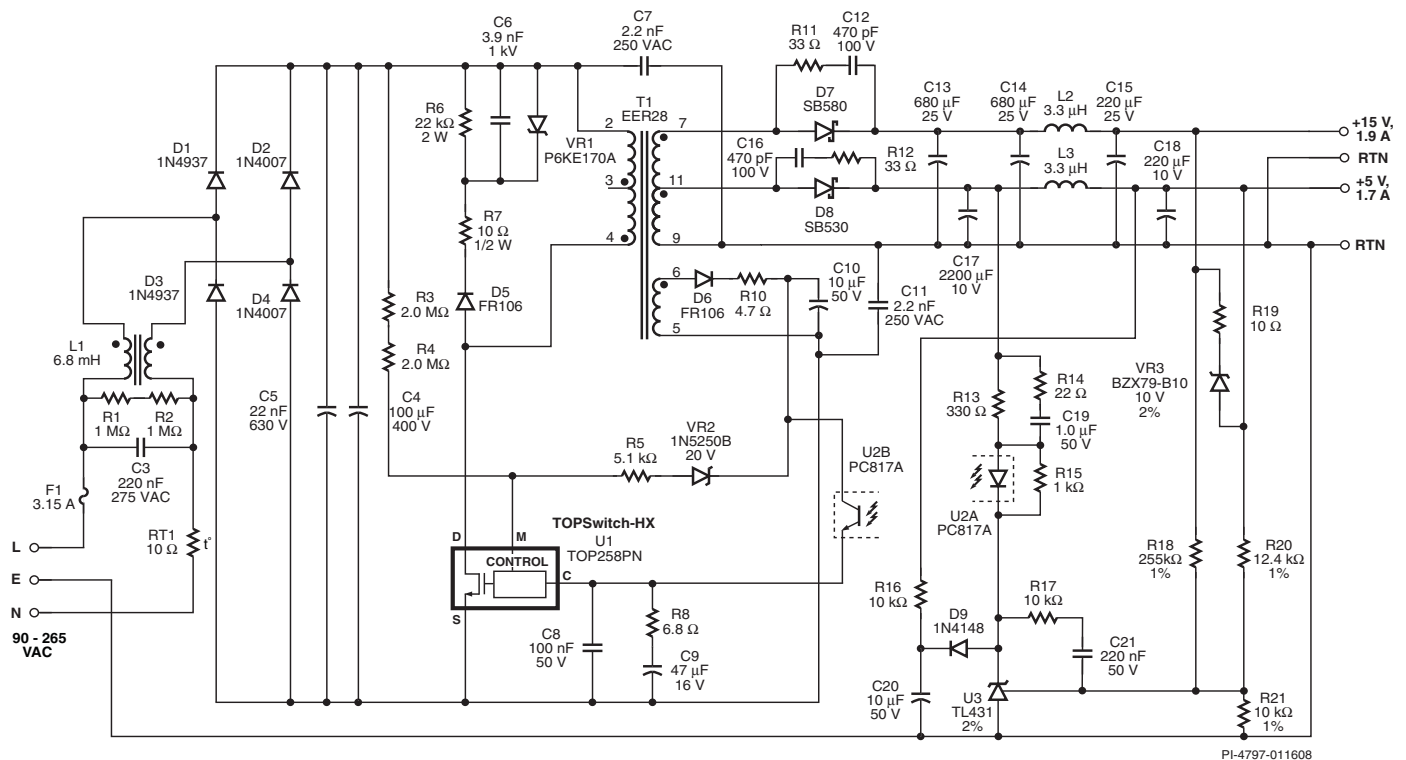 C7
2.2 nF
250 VAC
C6
3.9 nF
1 kV
R11
33 Ω
C12
470 pF
100 V
D7
SB580
C13
680 µF
25 V
C14
680 µF
25 V
L2
3.3 µH
C15
220 µF
25 V
+15 V,
1.9 A
RTN
T1
EER28
2
7
R6
22 kΩ
2 W
VR1
P6KE170A
D1
1N4937
D2
1N4007
C16
470 pF
100 V
R12
33 Ω
L3
3.3 µH
C18
220 µF
10 V
+5 V,
1.7 A
3
11
D8
SB530
R7
10 Ω
1/2 W
4
9
RTN
C17
2200 µF
10 V
6
D6
FR106
R10
4.7 Ω
C10
10 µF
50 V
C11
2.2 nF
250 VAC
5
D3
1N4937
D4
1N4007
R3
2.0 MΩ
D5
FR106
R4
2.0 MΩ
R19
10 Ω
L1
6.8 mH
VR3
BZX79-B10
10 V
2%
R1
1 MΩ
R2
1 MΩ
C5
22 nF
630 V
C4
100 µF
400 V
R13
330 Ω
R14
22 Ω
C19
1.0 µF
50 V
C3
220 nF
275 VAC
R5
5.1 kΩ
VR2
1N5250B
20 V
U2B
PC817A
R15
1 kΩ
F1
3.15 A
U2A
PC817A
RT1
10 Ω
t°
TOPSwitch-HX
U1
TOP258PN
D
M
CONTROL
C
S
L
E
N
90 - 265
VAC
R18
255kΩ
1%
R20
12.4 kΩ
1%
R16
10 kΩ
R17
10 kΩ
D9
1N4148
R8
6.8 Ω
C8
100 nF
50 V
C9
47 µF
16 V
C21
220 nF
50 V
C20
10 µF
50 V
U3
TL431
2%
R21
10 kΩ
1%
PI-4797-011608